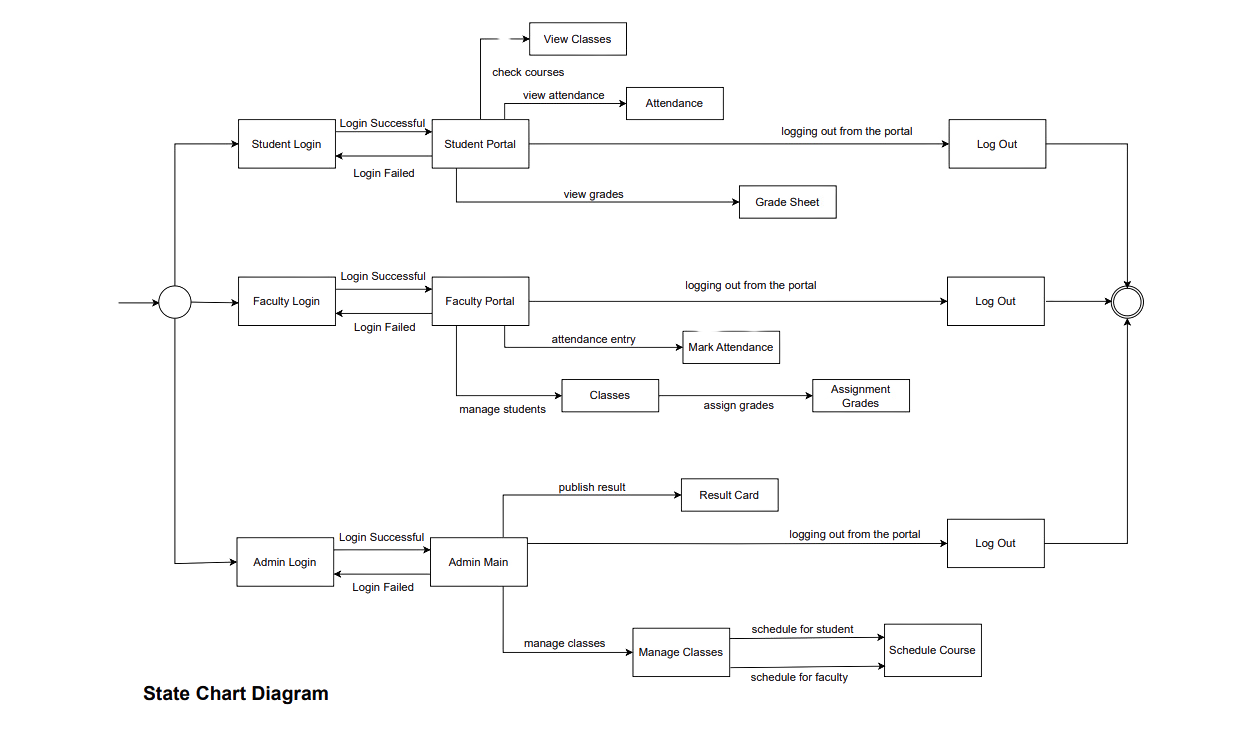 View Classes
check courses
view attendance
Attendance
Login Successful
logging out from the portal
Student Login
Student Portal
Log Out
Login Failed
view grades
Grade Sheet
Login Successful
logging out from the portal
Faculty Login
Faculty Portal
Log Out
Login Failed
attendance entry
Mark Attendance
Classes
Assignment
Grades
manage students
assign grades
publish result
Result Card
Login Successful
logging out from the portal
Log Out
Admin Login
Admin Main
Login Failed
manage classes
schedule for student
Manage Classes
Schedule Course
schedule for faculty
State Chart Diagram